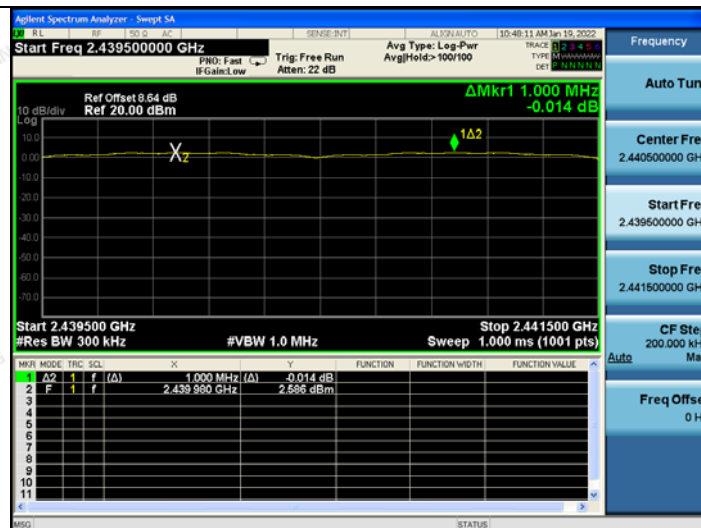 Agilent Spectrum Analyzer - Swept SA
RL RF 50 Ω AC SENSE:INT ALIGN AUTO 10:48:11 AM Jan 19, 2022
Start Freq 2.439500000 GHz
PNO: Fast
IFGain:Low
Trig: Free Run
Atten: 22 dB
Avg Type: Log-Pwr
Avg|Hold:>100/100
TRACE 1 2 3 4 5 6
TYPE M
DET P N N N N N
Ref Offset 8.64 dB
Ref 20.00 dBm
10 dB/div
Log
ΔMkr1 1.000 MHz
-0.014 dB
10.0
0.00
-10.0
-20.0
-30.0
-40.0
-50.0
-60.0
-70.0
X2
1Δ2
Start 2.439500 GHz
Stop 2.441500 GHz
#Res BW 300 kHz
#VBW 1.0 MHz
Sweep 1.000 ms (1001 pts)
MKR MODE TRC SCL X Y FUNCTION FUNCTION WIDTH FUNCTION VALUE
1 Δ2 1 f (Δ) 1.000 MHz (Δ) -0.014 dB
2 F 1 f 2.439 980 GHz 2.586 dBm
3
4
5
6
7
8
9
10
11
MSG
STATUS
Frequency
Auto Tun
Center Fre
2.440500000 GH
Start Fre
2.439500000 GH
Stop Fre
2.441500000 GH
CF Ste
200.000 kH
Auto Ma
Freq Offse
0 H